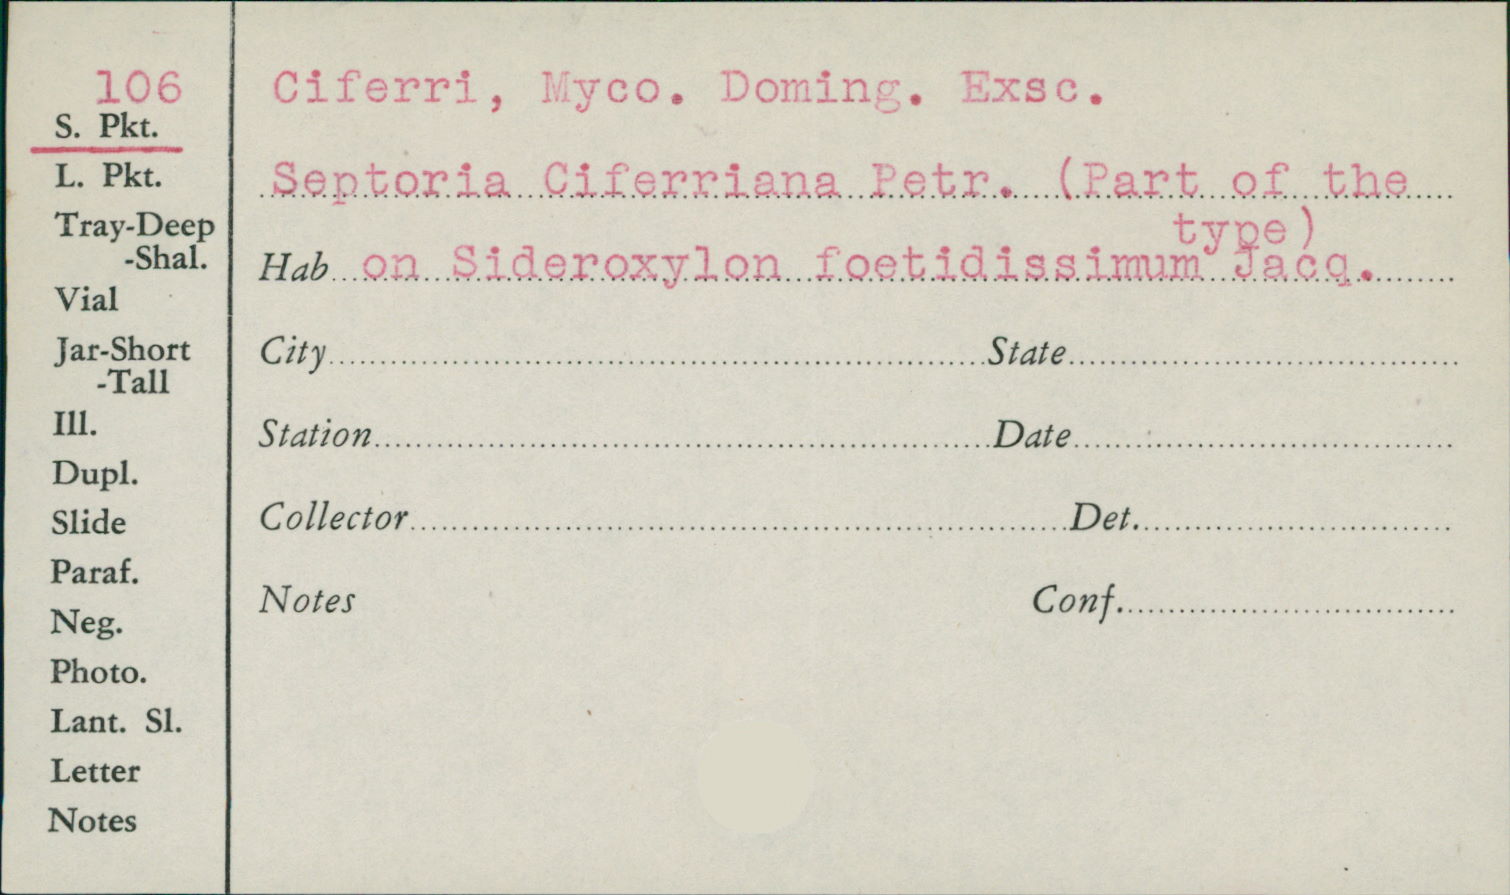 106
S. Pkt.
L. Pkt.
Tray-Deep
-Shal.
Vial
Jar-Short
-Tall
Ill.
Dupl.
Slide
Paraf.
Neg.
Photo.
Lant. Sl.
Letter
Notes
Ciferri, Myco. Doming. Exsc.
Septoria Ciferriana Petr. (Part of the
type)
Hab on Sideroxylon foetidissimum Jacq.
City State
Station Date
Collector Det.
Notes Conf.